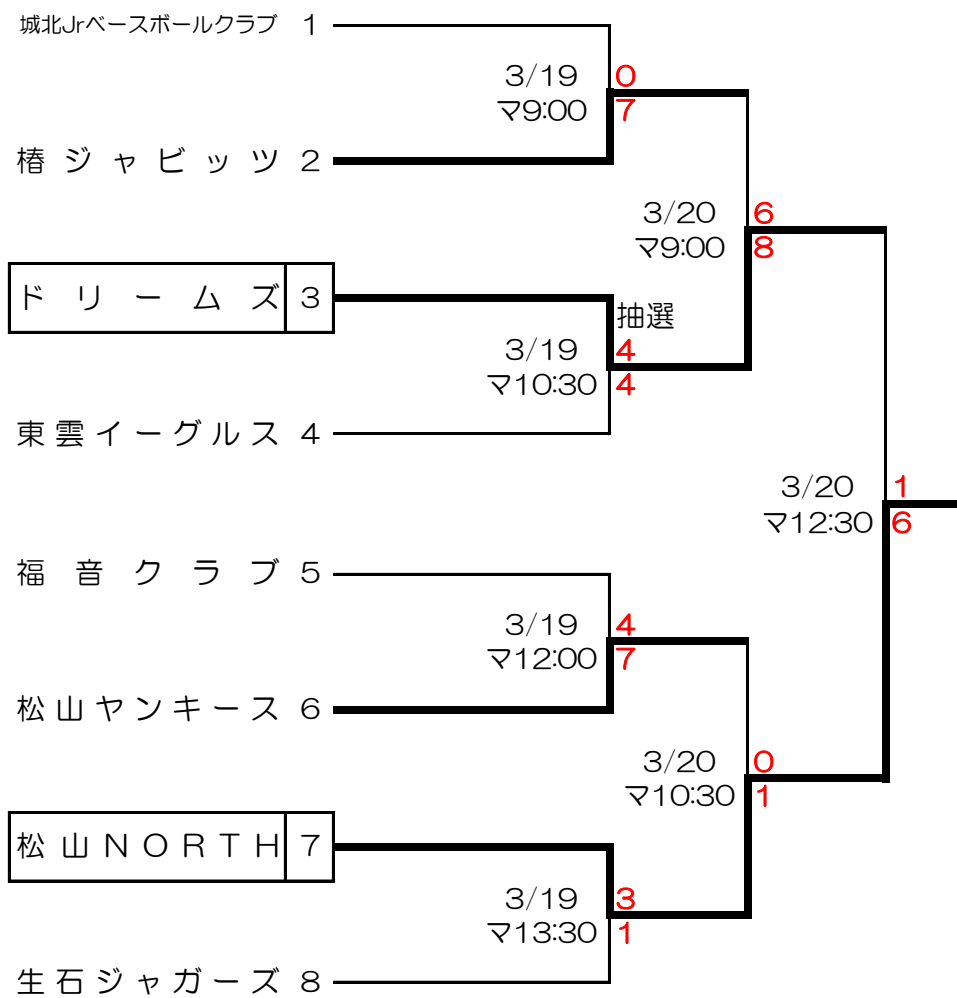 城北Jrベースボールクラブ 1
3/19 0
マ9:00 7
椿ジャビッツ 2
3/20 6
マ9:00 8
ドリームズ 3
抽選
3/19 4
マ10:30 4
東雲イーグルス 4
3/20 1
マ12:30 6
福音クラブ 5
3/19 4
マ12:00 7
松山ヤンキース 6
3/20 0
マ10:30 1
松山NORTH 7
3/19 3
マ13:30 1
生石ジャガーズ 8